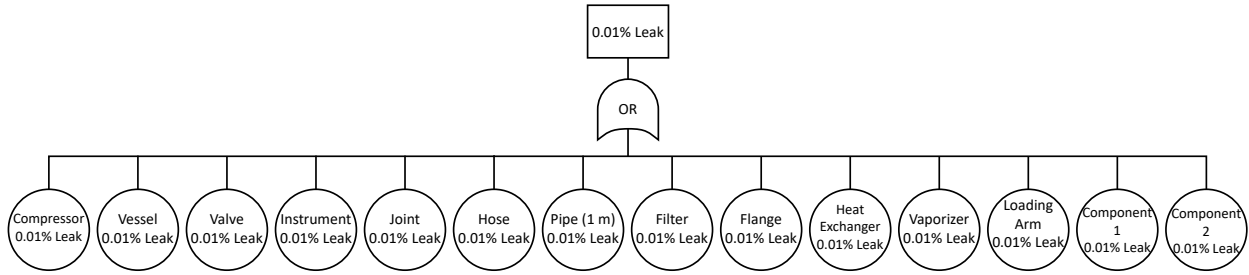 0.01% Leak
OR
Compressor
0.01% Leak
Vessel
0.01% Leak
Valve
0.01% Leak
Instrument
0.01% Leak
Joint
0.01% Leak
Hose
0.01% Leak
Pipe (1 m)
0.01% Leak
Filter
0.01% Leak
Flange
0.01% Leak
Heat
Exchanger
0.01% Leak
Vaporizer
0.01% Leak
Loading
Arm
0.01% Leak
Component
1
0.01% Leak
Component
2
0.01% Leak